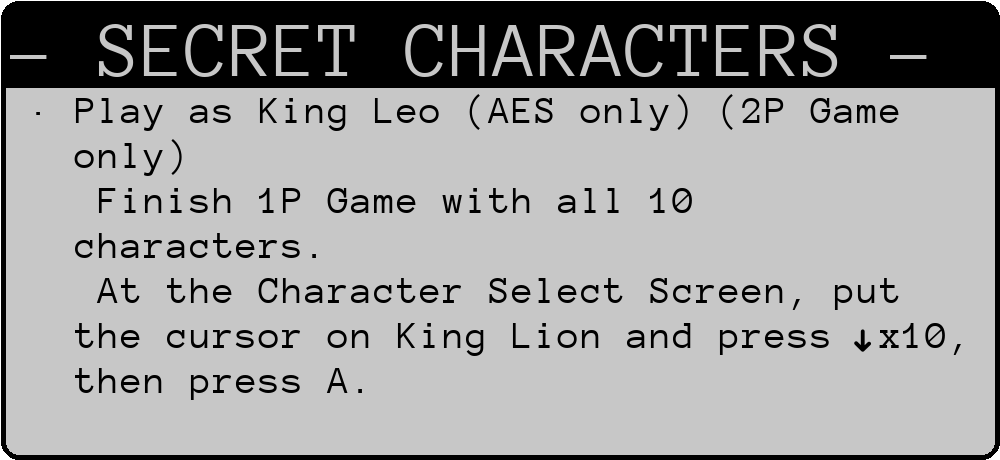 — SECRET CHARACTERS —
· Play as King Leo (AES only) (2P Game
only)
Finish 1P Game with all 10
characters.
At the Character Select Screen, put
the cursor on King Lion and press ↓x10,
then press A.